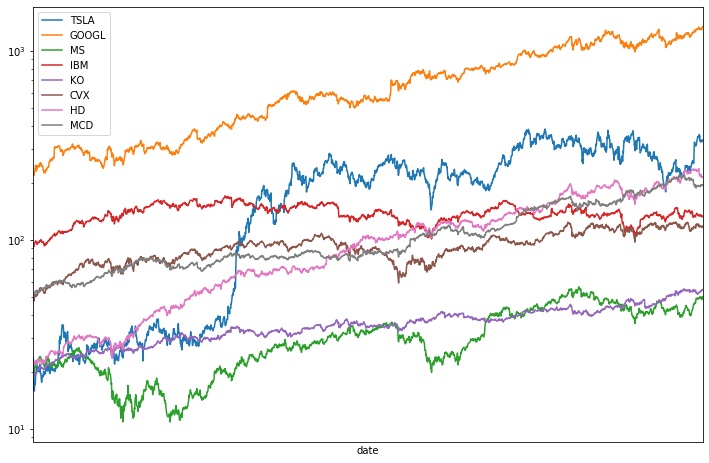 TSLA
GOOGL
MS
IBM
KO
CVX
HD
MCD
10³
10²
10¹
date